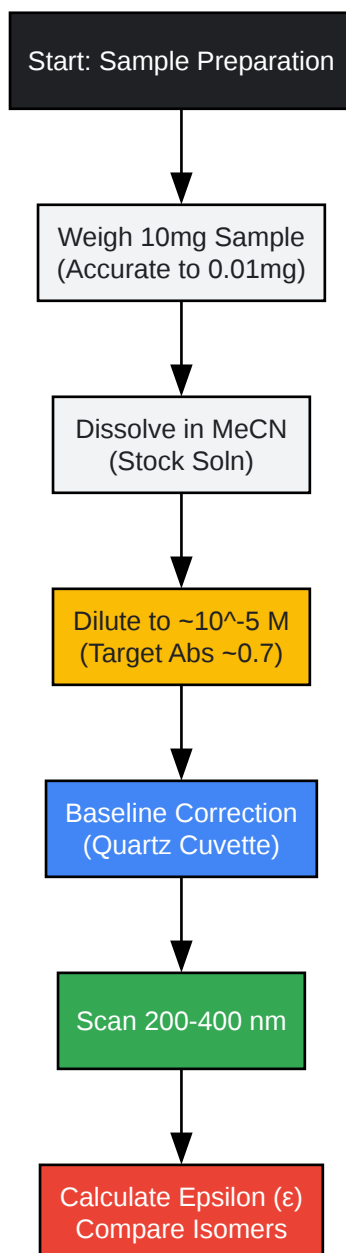 Start: Sample Preparation
Weigh 10mg Sample
(Accurate to 0.01mg)
Dissolve in MeCN
(Stock Soln)
Dilute to ~10^-5 M
(Target Abs ~0.7)
Baseline Correction
(Quartz Cuvette)
Scan 200-400 nm
Calculate Epsilon (ε)
Compare Isomers